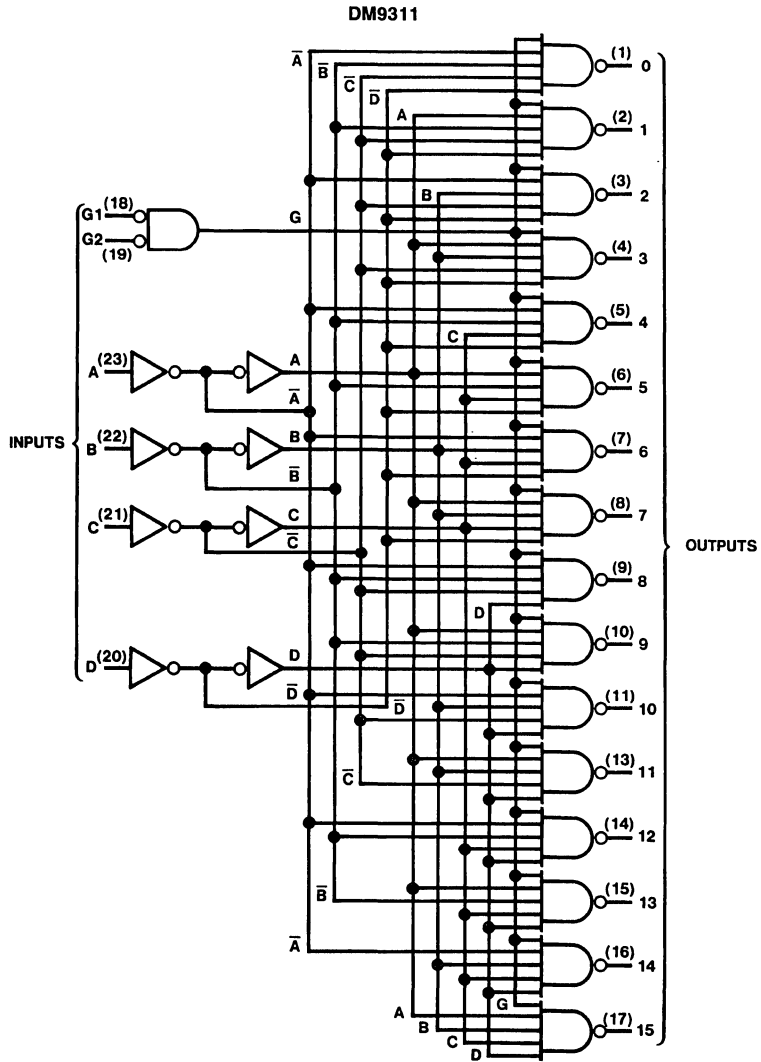 DM9311
A̅
B̅
C̅
D̅
(1) 0
A
(2) 1
B
(3) 2
G1 (18)
G2 (19)
G
(4) 3
C
(5) 4
A (23)
A
A̅
(6) 5
INPUTS
B (22)
B
B̅
(7) 6
C (21)
C
C̅
(8) 7
OUTPUTS
(9) 8
D
(10) 9
D (20)
D
D̅
D̅
(11) 10
C̅
(13) 11
(14) 12
B̅
(15) 13
A̅
(16) 14
G
A
B
C
D
(17) 15